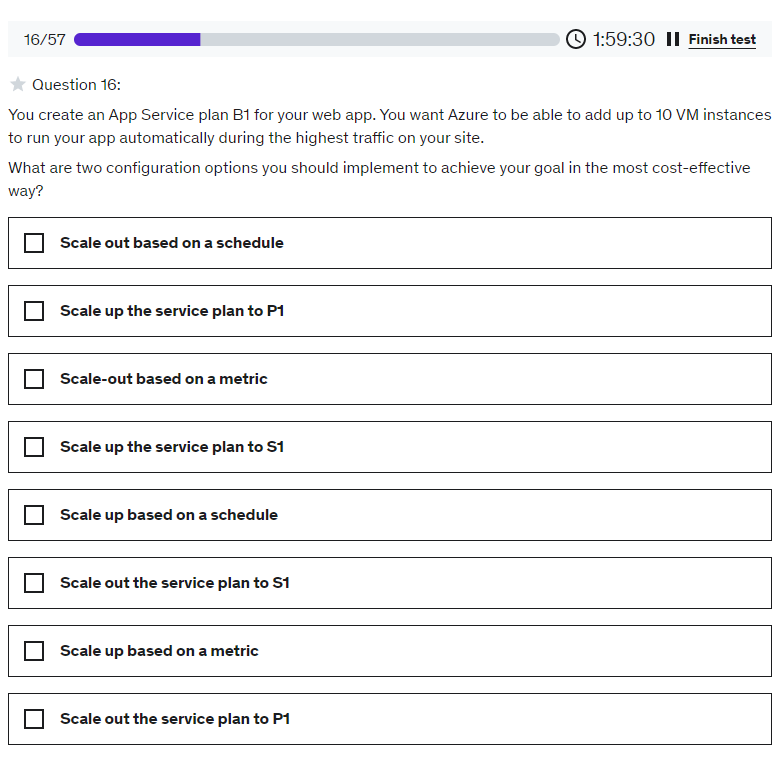 16/57 1:59:30 Finish test
Question 16:
You create an App Service plan B1 for your web app. You want Azure to be able to add up to 10 VM instances
to run your app automatically during the highest traffic on your site.
What are two configuration options you should implement to achieve your goal in the most cost-effective
way?
Scale out based on a schedule
Scale up the service plan to P1
Scale-out based on a metric
Scale up the service plan to S1
Scale up based on a schedule
Scale out the service plan to S1
Scale up based on a metric
Scale out the service plan to P1